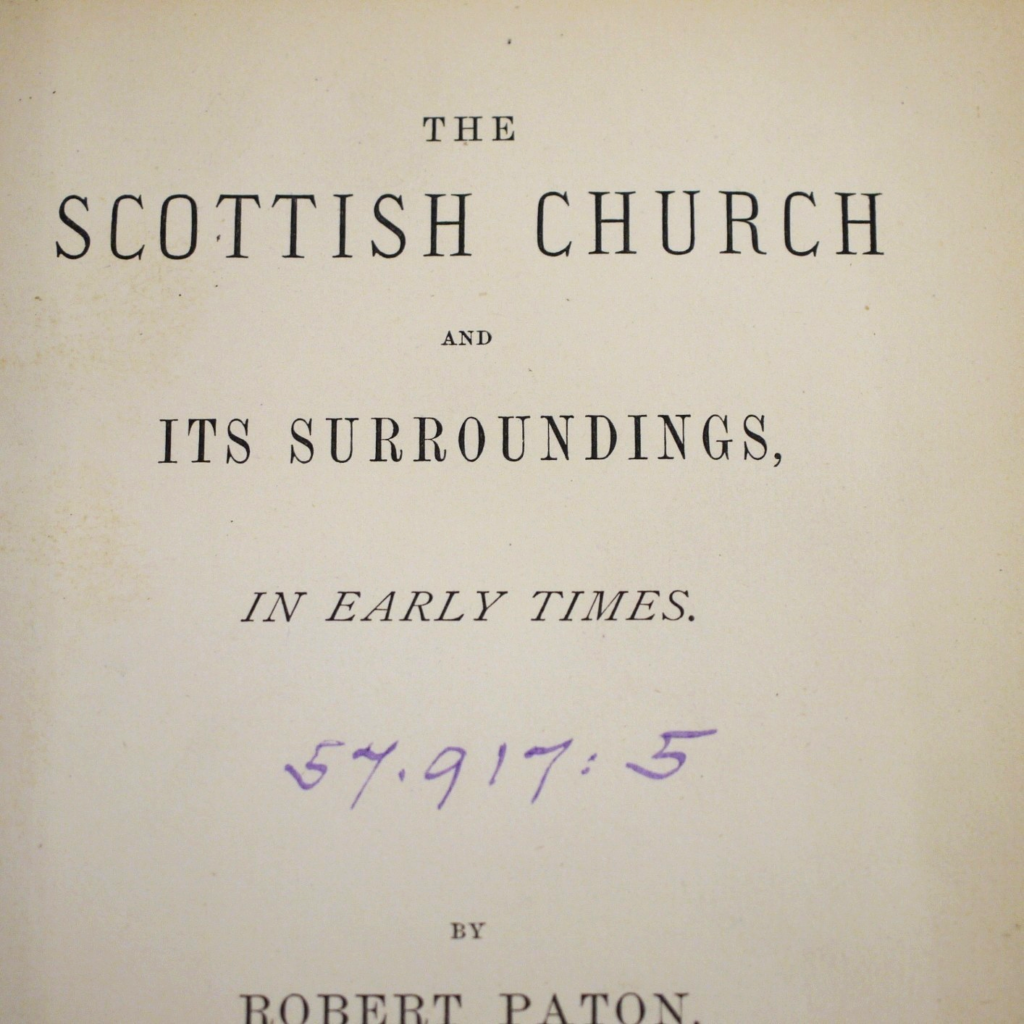 THE
SCOTTISH CHURCH
AND
ITS SURROUNDINGS,
IN EARLY TIMES.
57.917:5
BY
ROBERT PATON,